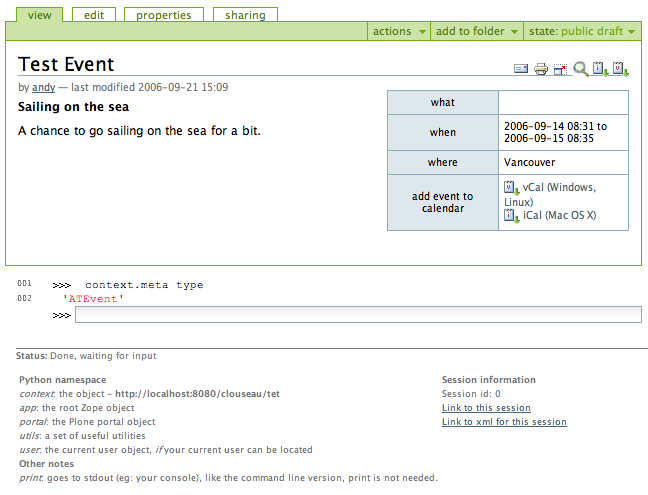 view edit properties sharing
actions add to folder state: public draft
Test Event
by andy — last modified 2006-09-21 15:09
Sailing on the sea
A chance to go sailing on the sea for a bit.
what
when 2006-09-14 08:31 to
2006-09-15 08:35
where Vancouver
add event to
calendar
vCal (Windows,
Linux)
iCal (Mac OS X)
001 >>> context.meta type
002 'ATEvent'
>>>
Status: Done, waiting for input
Python namespace
context: the object - http://localhost:8080/clouseau/tet
app: the root Zope object
portal: the Plone portal object
utils: a set of useful utilities
user: the current user object, if your current user can be located
Other notes
print: goes to stdout (eg: your console), like the command line version, print is not needed.
Session information
Session id: 0
Link to this session
Link to xml for this session